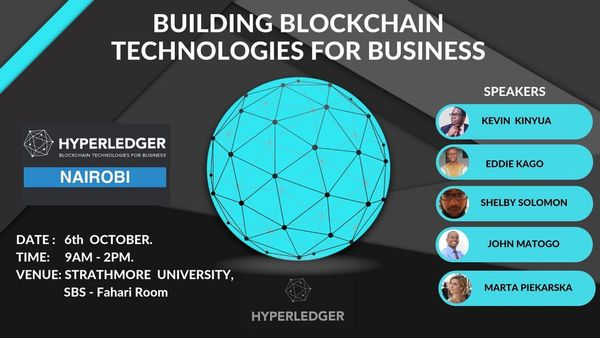 BUILDING BLOCKCHAIN
TECHNOLOGIES FOR BUSINESS
HYPERLEDGER
BLOCKCHAIN TECHNOLOGIES FOR BUSINESS
NAIROBI
DATE : 6th OCTOBER.
TIME: 9AM - 2PM.
VENUE: STRATHMORE UNIVERSITY,
SBS - Fahari Room
HYPERLEDGER
SPEAKERS
KEVIN KINYUA
EDDIE KAGO
SHELBY SOLOMON
JOHN MATOGO
MARTA PIEKARSKA